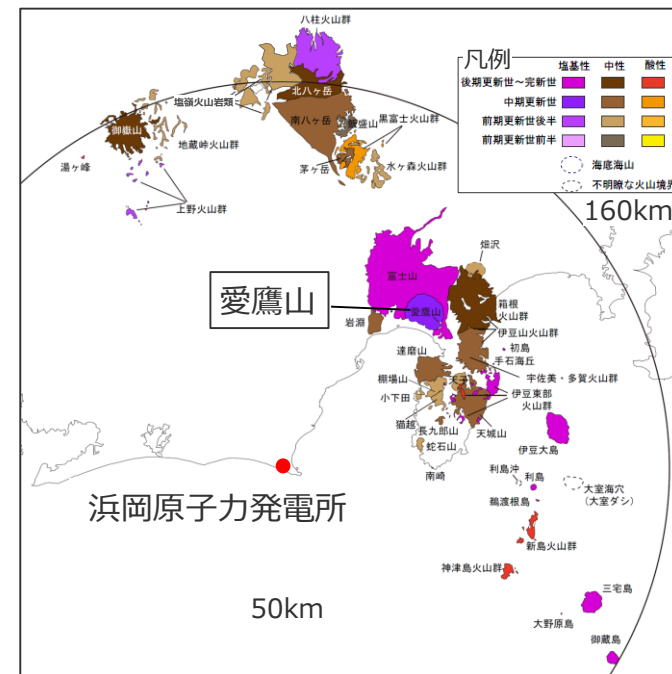 八柱火山群
凡例
塩基性 中性 酸性
後期更新世~完新世
中期更新世
前期更新世後半
前期更新世前半
海底海山
不明瞭な火山境界
160km
塩嶺火山岩類
北八ヶ岳
御嶽山
南八ヶ岳
飯盛山
黒富士火山群
地蔵峠火山群
湯ヶ峰
茅ヶ岳
水ヶ森火山群
上野火山群
畑沢
富士山
愛鷹山
愛鷹山
箱根
火山群
岩淵
伊豆山火山群
初島
達磨山
手石海丘
棚場山
天子
宇佐美・多賀火山群
小下田
伊豆東部
火山群
猫越
長九郎山
天城山
蛇石山
伊豆大島
南崎
利島沖
利島
大室海穴
(大室ダシ)
鵜渡根島
浜岡原子力発電所
新島火山群
神津島火山群
三宅島
50km
大野原島
御蔵島